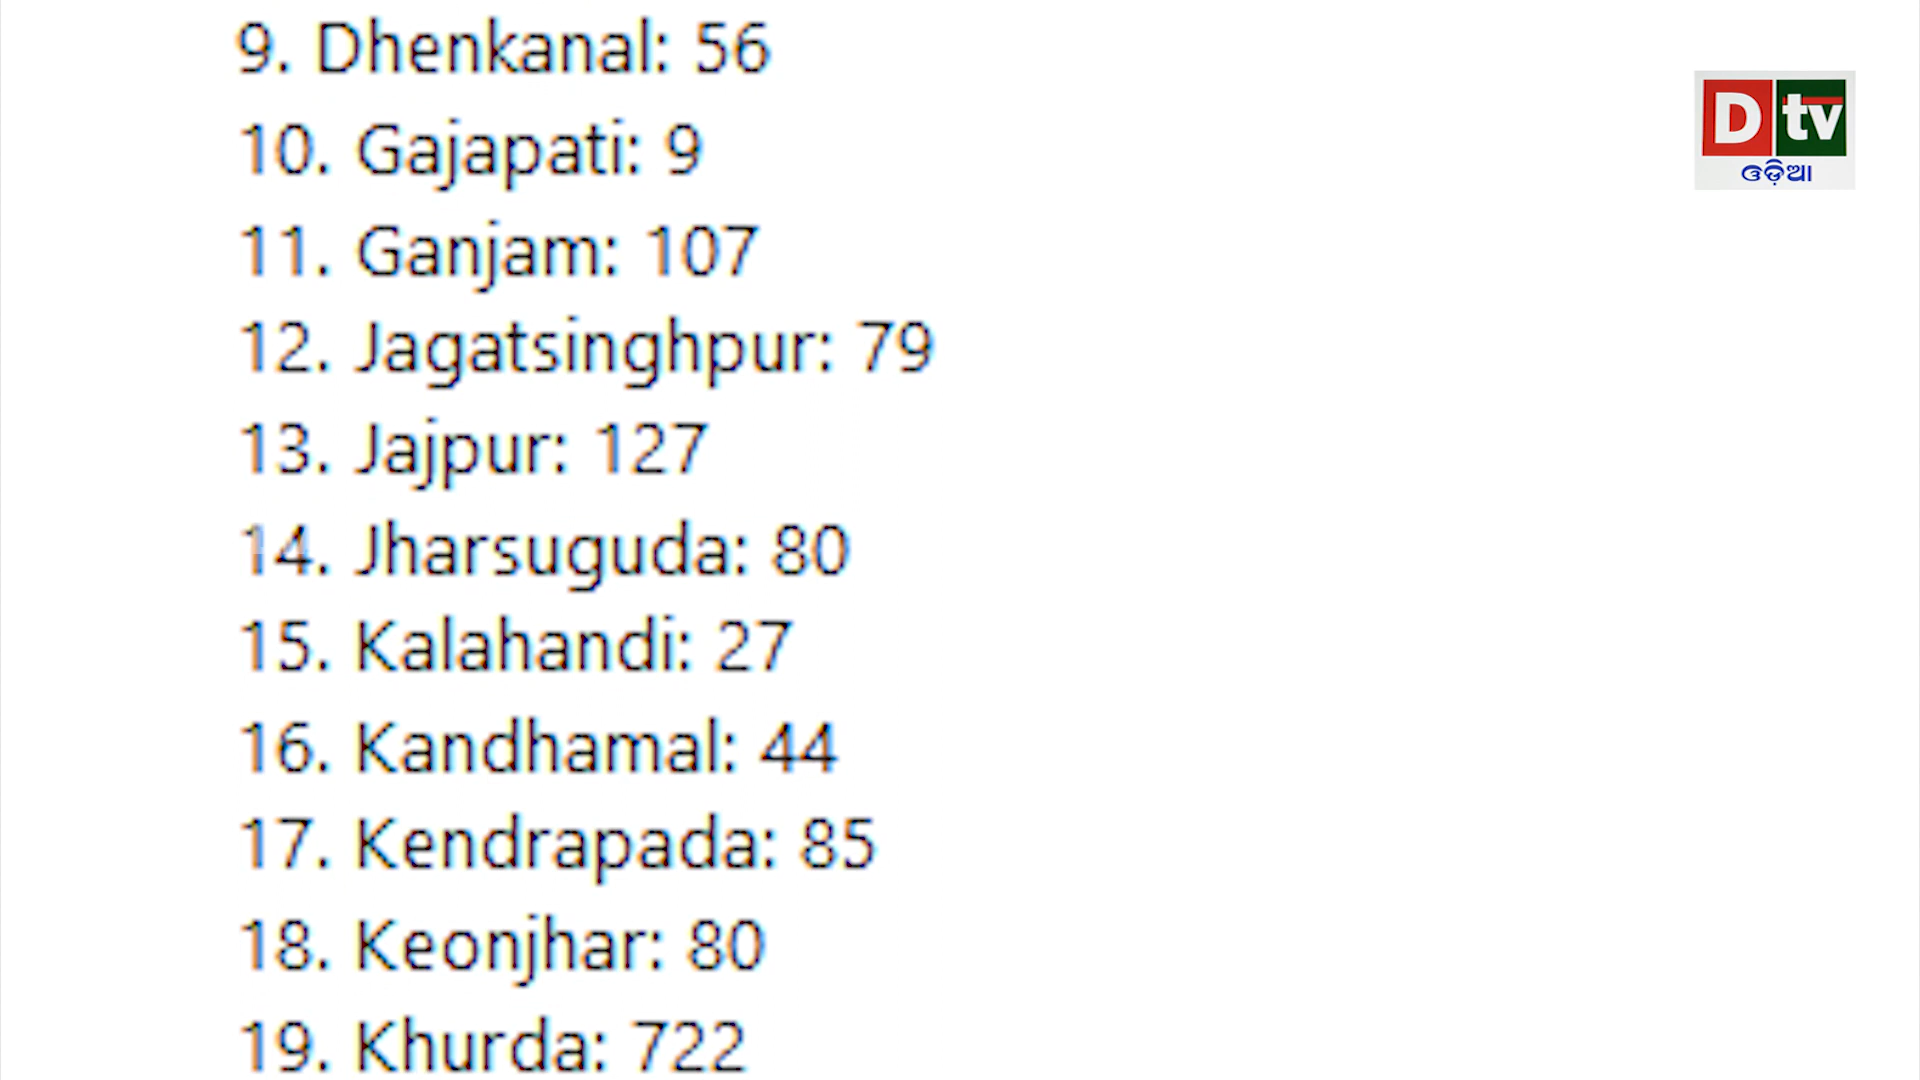 9. Dhenkanal: 56
10. Gajapati: 9
11. Ganjam: 107
12. Jagatsinghpur: 79
13. Jajpur: 127
14. Jharsuguda: 80
15. Kalahandi: 27
16. Kandhamal: 44
17. Kendrapada: 85
18. Keonjhar: 80
19. Khurda: 722
D tv
ଓଡ଼ିଆ